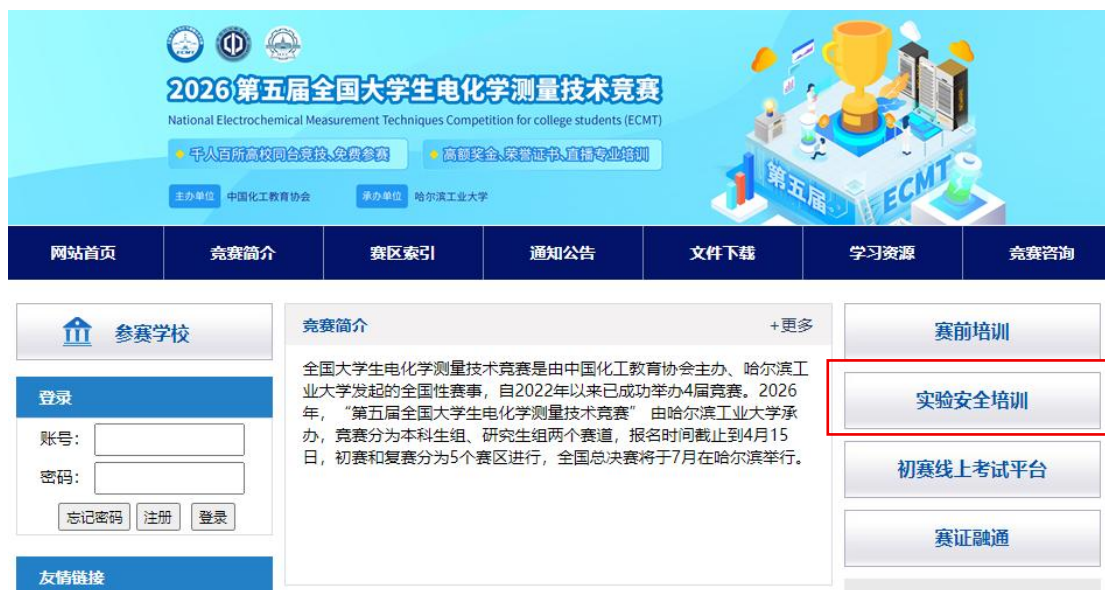 2026 第五届全国大学生电化学测量技术竞赛
National Electrochemical Measurement Techniques Competition for college students (ECMT)
千人百所高校同台竞技、免费参赛
高额奖金、荣誉证书、直播专业培训
主办单位 中国化工教育协会
承办单位 哈尔滨工业大学
第五届
ECMT
网站首页
竞赛简介
赛区索引
通知公告
文件下载
学习资源
竞赛咨询
参赛学校
登录
账号：
密码：
忘记密码 注册 登录
友情链接
竞赛简介
+更多
全国大学生电化学测量技术竞赛是由中国化工教育协会主办、哈尔滨工
业大学发起的全国性赛事，自2022年以来已成功举办4届竞赛。2026
年，“第五届全国大学生电化学测量技术竞赛”由哈尔滨工业大学承
办，竞赛分为本科生组、研究生组两个赛道，报名时间截止到4月15
日，初赛和复赛分为5个赛区进行，全国总决赛将于7月在哈尔滨举行。
赛前培训
实验安全培训
初赛线上考试平台
赛证融通